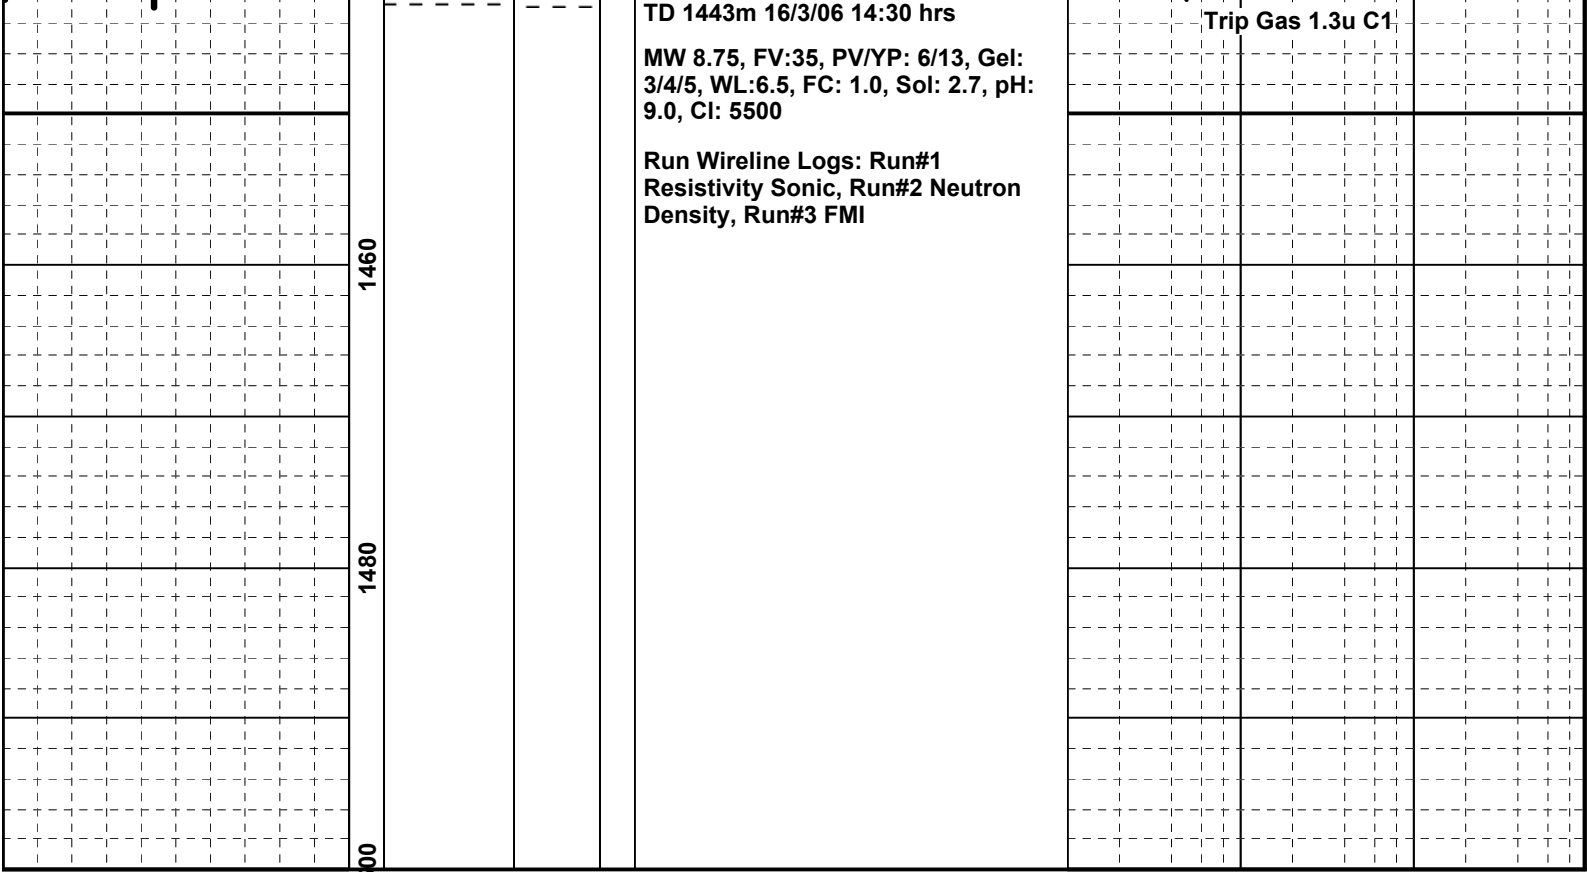 TD 1443m 16/3/06 14:30 hrs
Trip Gas 1.3u C1
MW 8.75, FV:35, PV/YP: 6/13, Gel:
3/4/5, WL:6.5, FC: 1.0, Sol: 2.7, pH:
9.0, Cl: 5500
Run Wireline Logs: Run#1
Resistivity Sonic, Run#2 Neutron
Density, Run#3 FMI
1460
1480